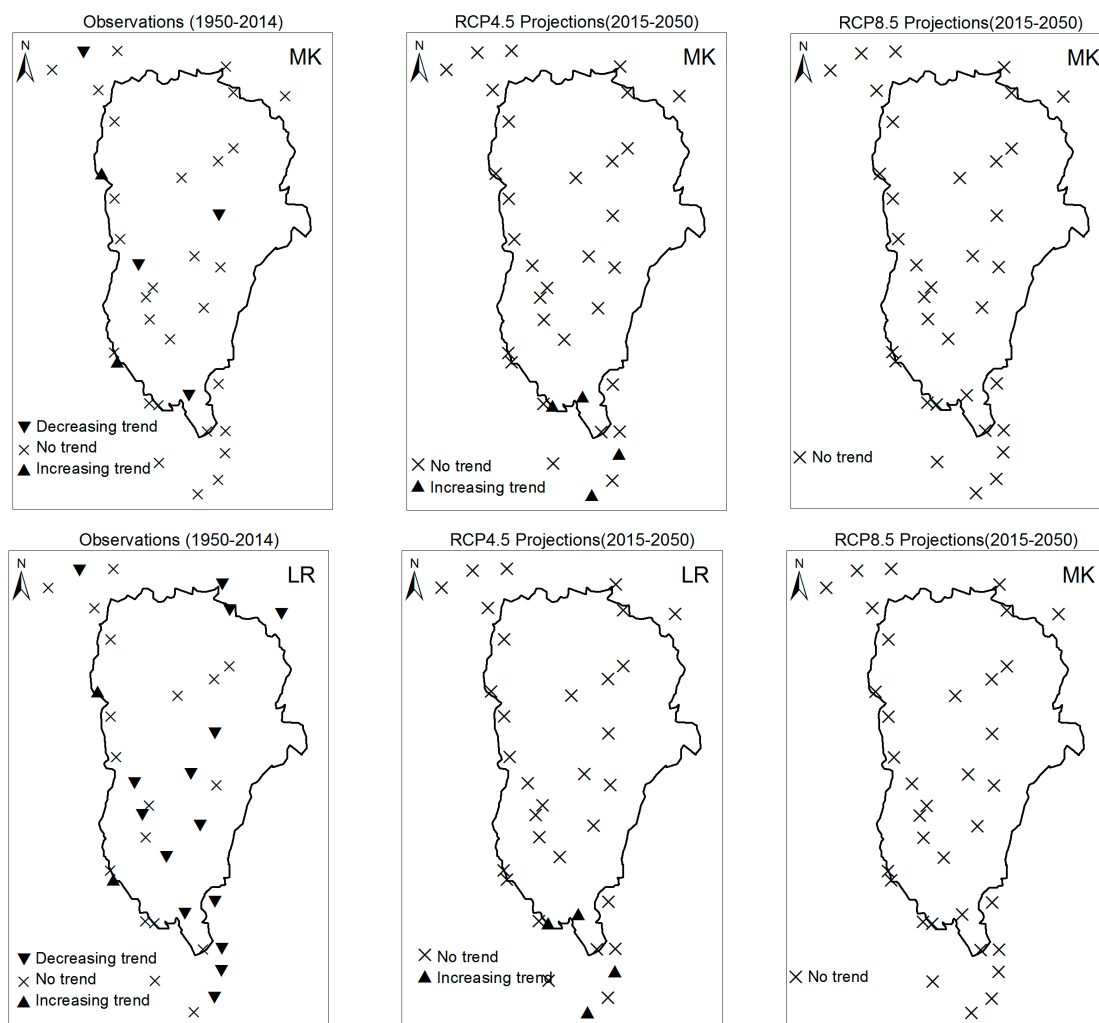 Observations (1950-2014)
RCP4.5 Projections(2015-2050)
RCP8.5 Projections(2015-2050)
N
MK
N
MK
N
MK
Decreasing trend
No trend
Increasing trend
No trend
Increasing trend
No trend
Observations (1950-2014)
RCP4.5 Projections(2015-2050)
RCP8.5 Projections(2015-2050)
N
LR
N
LR
N
MK
Decreasing trend
No trend
Increasing trend
No trend
Increasing trend
No trend